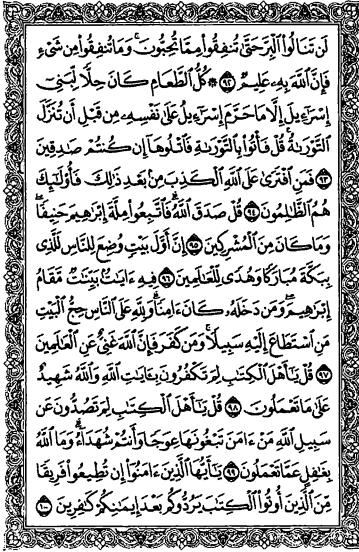 لَن تَنَالُوا۟ ٱلْبِرَّ حَتَّىٰ تُنفِقُوا۟ مِمَّا تُحِبُّونَ ۚ وَمَا تُنفِقُوا۟ مِن شَىْءٍ
فَإِنَّ ٱللَّهَ بِهِۦ عَلِيمٌ ٩٢ ۞ كُلُّ ٱلطَّعَامِ كَانَ حِلًّا لِّبَنِىٓ
إِسْرَٰٓءِيلَ إِلَّا مَا حَرَّمَ إِسْرَٰٓءِيلُ عَلَىٰ نَفْسِهِۦ مِن قَبْلِ أَن تُنَزَّلَ
ٱلتَّوْرَىٰةُ ۗ قُلْ فَأْتُوا۟ بِٱلتَّوْرَىٰةِ فَٱتْلُوهَآ إِن كُنتُمْ صَٰدِقِينَ
٩٣ فَمَنِ ٱفْتَرَىٰ عَلَى ٱللَّهِ ٱلْكَذِبَ مِنۢ بَعْدِ ذَٰلِكَ فَأُو۟لَٰٓئِكَ
هُمُ ٱلظَّٰلِمُونَ ٩٤ قُلْ صَدَقَ ٱللَّهُ ۗ فَٱتَّبِعُوا۟ مِلَّةَ إِبْرَٰهِيمَ حَنِيفًا
وَمَا كَانَ مِنَ ٱلْمُشْرِكِينَ ٩٥ إِنَّ أَوَّلَ بَيْتٍ وُضِعَ لِلنَّاسِ لَلَّذِى
بِبَكَّةَ مُبَارَكًا وَهُدًى لِّلْعَٰلَمِينَ ٩٦ فِيهِ ءَايَٰتٌۢ بَيِّنَٰتٌ مَّقَامُ
إِبْرَٰهِيمَ ۖ وَمَن دَخَلَهُۥ كَانَ ءَامِنًا ۗ وَلِلَّهِ عَلَى ٱلنَّاسِ حِجُّ ٱلْبَيْتِ
مَنِ ٱسْتَطَاعَ إِلَيْهِ سَبِيلًا ۚ وَمَن كَفَرَ فَإِنَّ ٱللَّهَ غَنِىٌّ عَنِ ٱلْعَٰلَمِينَ
٩٧ قُلْ يَٰٓأَهْلَ ٱلْكِتَٰبِ لِمَ تَكْفُرُونَ بِـَٔايَٰتِ ٱللَّهِ وَٱللَّهُ شَهِيدٌ
عَلَىٰ مَا تَعْمَلُونَ ٩٨ قُلْ يَٰٓأَهْلَ ٱلْكِتَٰبِ لِمَ تَصُدُّونَ عَن
سَبِيلِ ٱللَّهِ مَنْ ءَامَنَ تَبْغُونَهَا عِوَجًا وَأَنتُمْ شُهَدَآءُ ۗ وَمَا ٱللَّهُ
بِغَٰفِلٍ عَمَّا تَعْمَلُونَ ٩٩ يَٰٓأَيُّهَا ٱلَّذِينَ ءَامَنُوٓا۟ إِن تُطِيعُوا۟ فَرِيقًا
مِّنَ ٱلَّذِينَ أُوتُوا۟ ٱلْكِتَٰبَ يَرُدُّوكُم بَعْدَ إِيمَٰنِكُمْ كَٰفِرِينَ ١٠٠